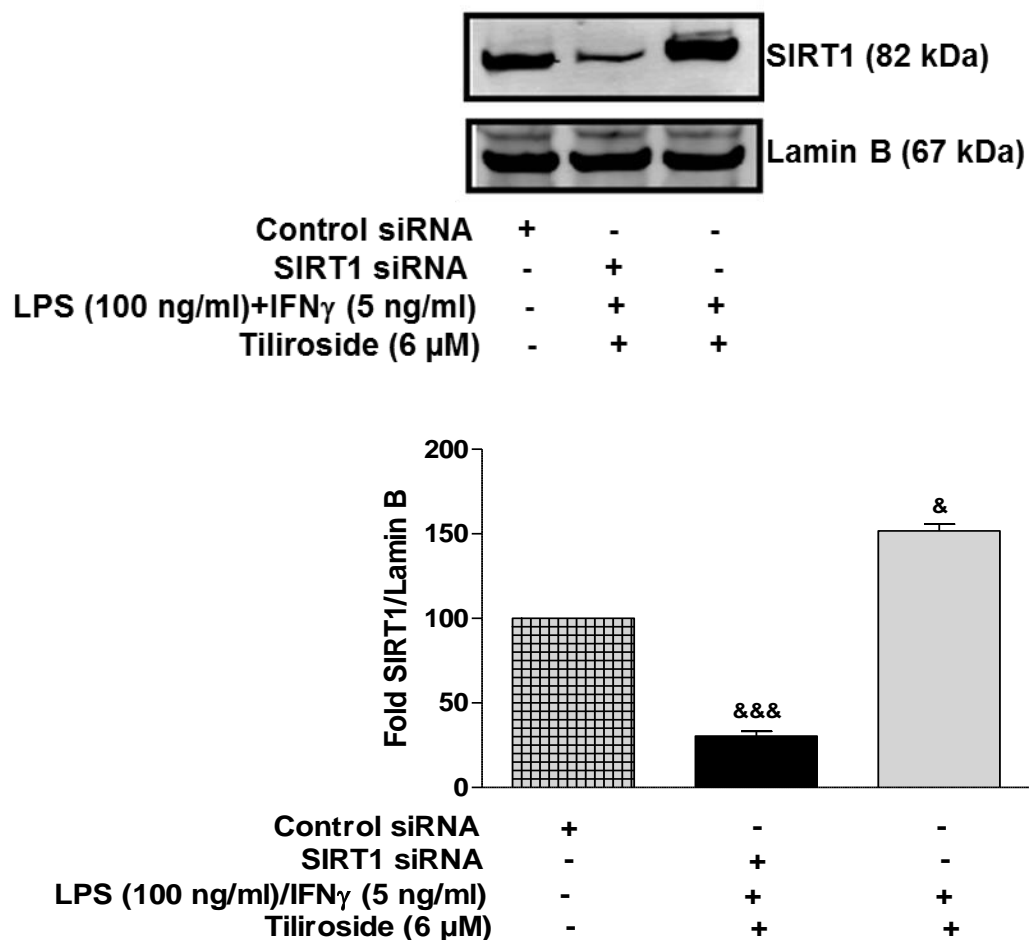 SIRT1 (82 kDa)
Lamin B (67 kDa)
Control siRNA + - -
SIRT1 siRNA - + -
LPS (100 ng/ml)+IFNγ (5 ng/ml) - + +
Tiliroside (6 µM) - + +
200
150
100
50
0
Fold SIRT1/Lamin B
&&&
&
Control siRNA + - -
SIRT1 siRNA - + -
LPS (100 ng/ml)/IFNγ (5 ng/ml) - + +
Tiliroside (6 µM) - + +